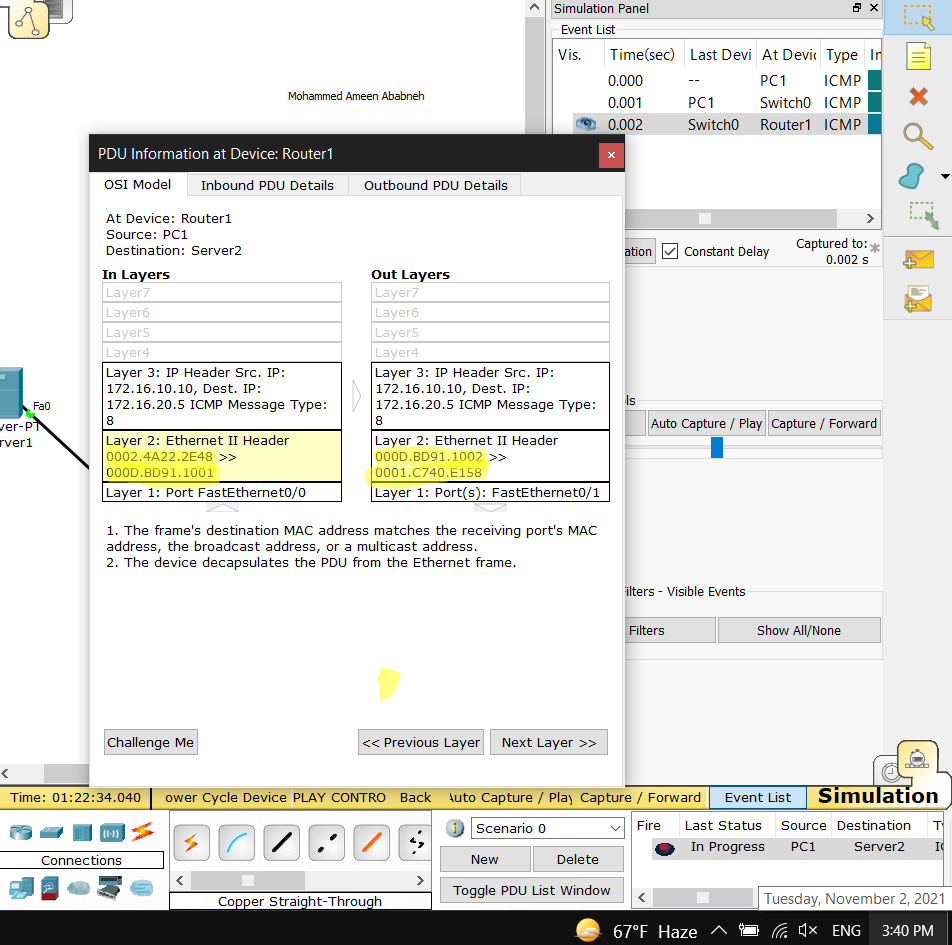 Simulation Panel
Event List
Vis. Time(sec) Last Devi At Devic Type In
0.000 -- PC1 ICMP
0.001 PC1 Switch0 ICMP
0.002 Switch0 Router1 ICMP
Mohammed Ameen Ababneh
PDU Information at Device: Router1
OSI Model Inbound PDU Details Outbound PDU Details
At Device: Router1
Source: PC1
Destination: Server2
In Layers Out Layers
Layer7 Layer7
Layer6 Layer6
Layer5 Layer5
Layer4 Layer4
Layer 3: IP Header Src. IP:
172.16.10.10, Dest. IP:
172.16.20.5 ICMP Message Type:
8
Layer 3: IP Header Src. IP:
172.16.10.10, Dest. IP:
172.16.20.5 ICMP Message Type:
8
Layer 2: Ethernet II Header
0002.4A22.2E48 >>
000D.BD91.1001
Layer 2: Ethernet II Header
000D.BD91.1002 >>
0001.C740.E158
Layer 1: Port FastEthernet0/0 Layer 1: Port(s): FastEthernet0/1
1. The frame's destination MAC address matches the receiving port's MAC
address, the broadcast address, or a multicast address.
2. The device decapsulates the PDU from the Ethernet frame.
Challenge Me << Previous Layer Next Layer >>
Fa0
ver-PT
rver1
ation Constant Delay Captured to: *
0.002 s
ols
Auto Capture / Play Capture / Forward
ilters - Visible Events
Filters Show All/None
Time: 01:22:34.040 ower Cycle Device PLAY CONTRO Back Auto Capture / Play Capture / Forward Event List Simulation
Connections
Copper Straight-Through
Scenario 0
New Delete
Toggle PDU List Window
Fire Last Status Source Destination Ty
In Progress PC1 Server2 IC
Tuesday, November 2, 2021
67°F Haze ENG 3:40 PM